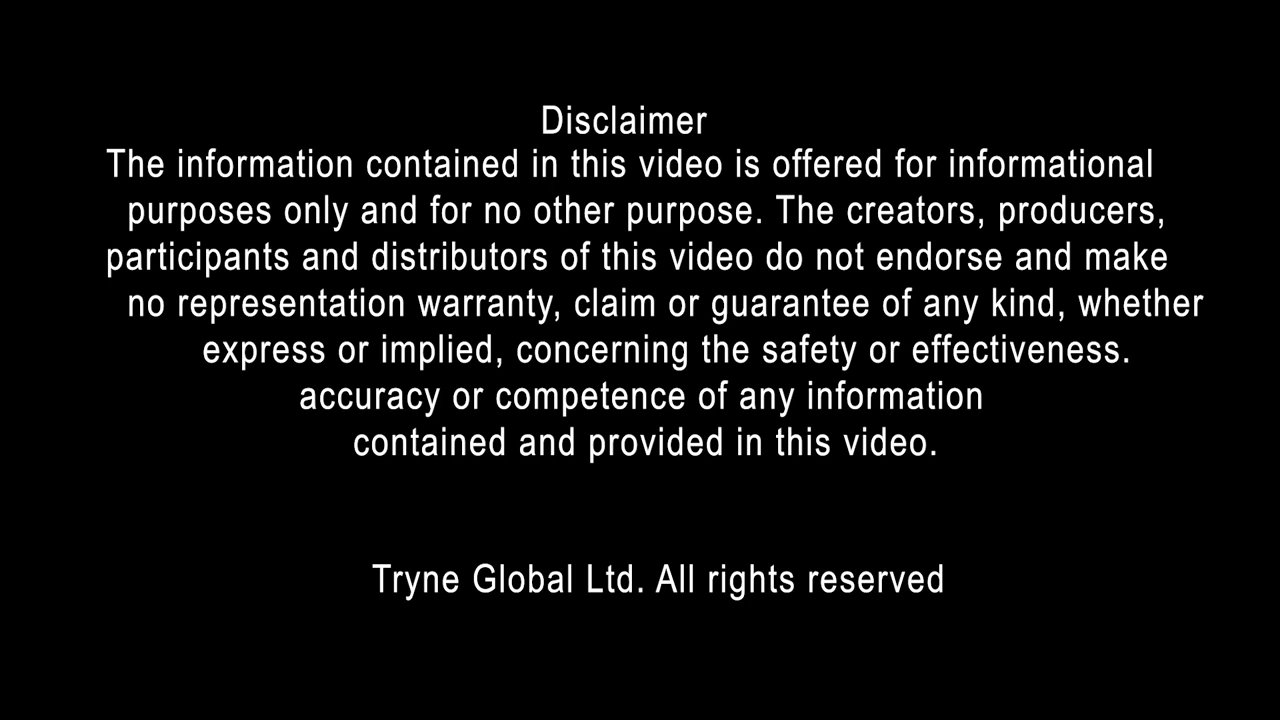 Disclaimer
The information contained in this video is offered for informational
purposes only and for no other purpose. The creators, producers,
participants and distributors of this video do not endorse and make
no representation warranty, claim or guarantee of any kind, whether
express or implied, concerning the safety or effectiveness.
accuracy or competence of any information
contained and provided in this video.
Tryne Global Ltd. All rights reserved